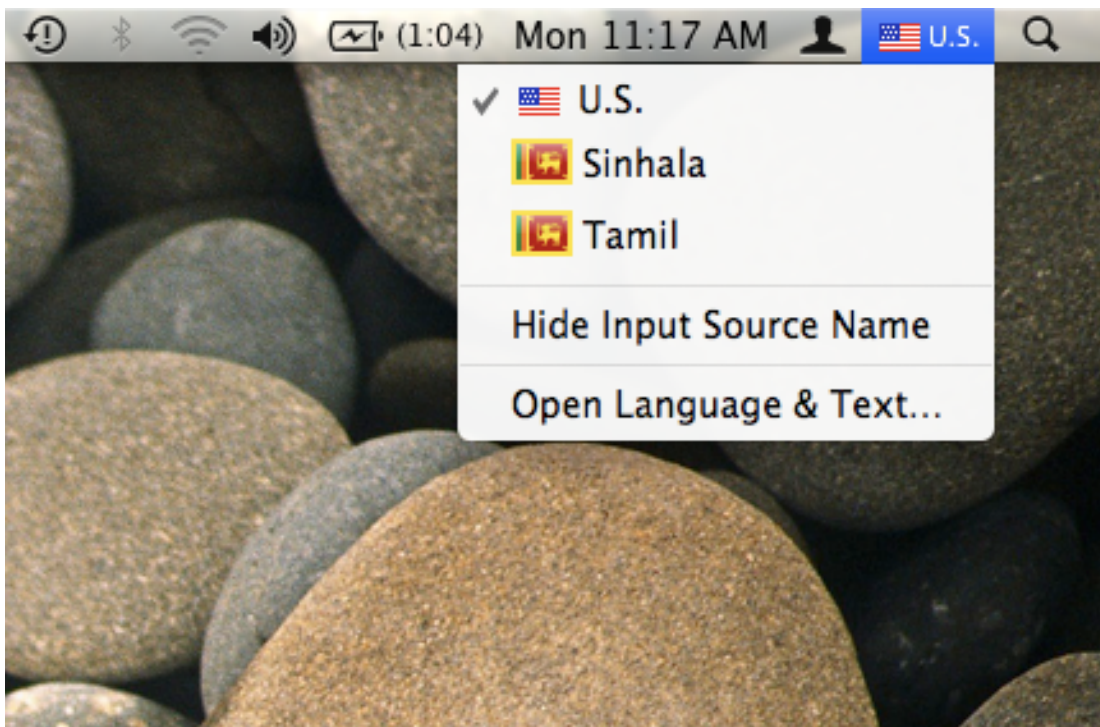 (1:04) Mon 11:17 AM U.S.
U.S.
Sinhala
Tamil
Hide Input Source Name
Open Language & Text...